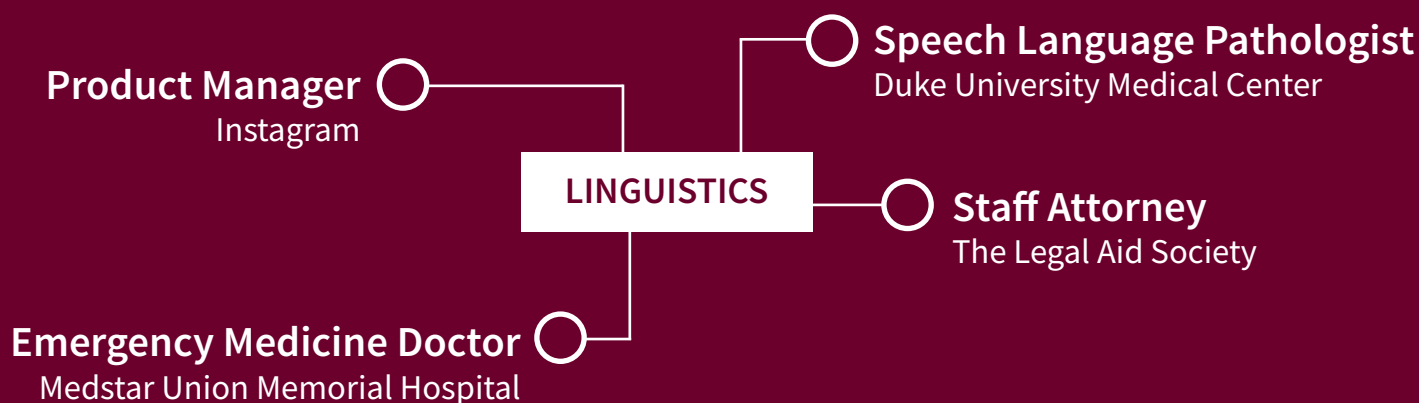 Speech Language Pathologist
Duke University Medical Center
Product Manager
Instagram
LINGUISTICS
Staff Attorney
The Legal Aid Society
Emergency Medicine Doctor
Medstar Union Memorial Hospital